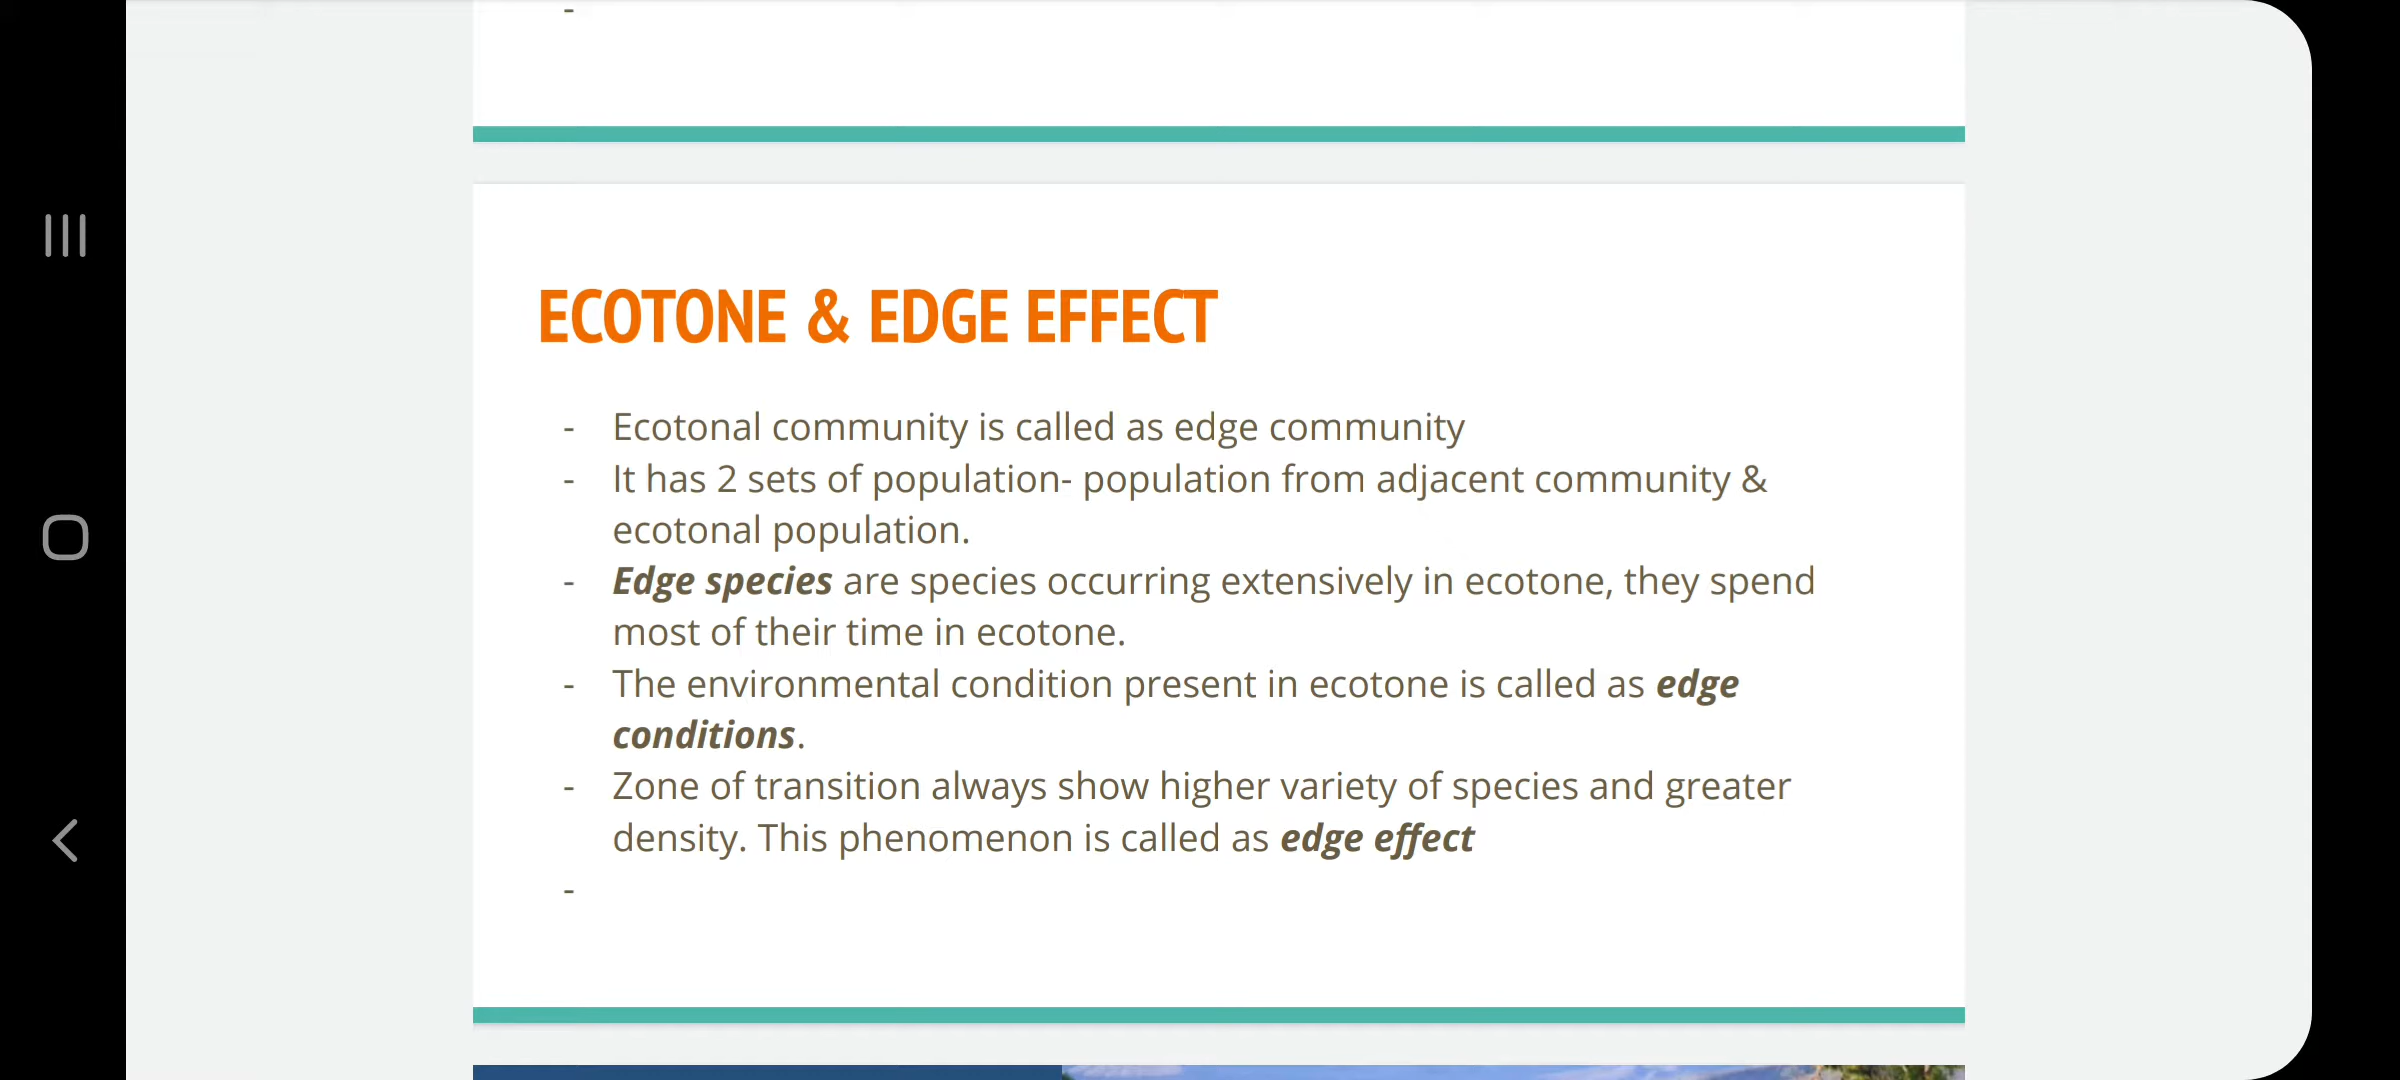 -
ECOTONE & EDGE EFFECT
- Ecotonal community is called as edge community
- It has 2 sets of population- population from adjacent community &
ecotonal population.
- Edge species are species occurring extensively in ecotone, they spend
most of their time in ecotone.
- The environmental condition present in ecotone is called as edge
conditions.
- Zone of transition always show higher variety of species and greater
density. This phenomenon is called as edge effect
-